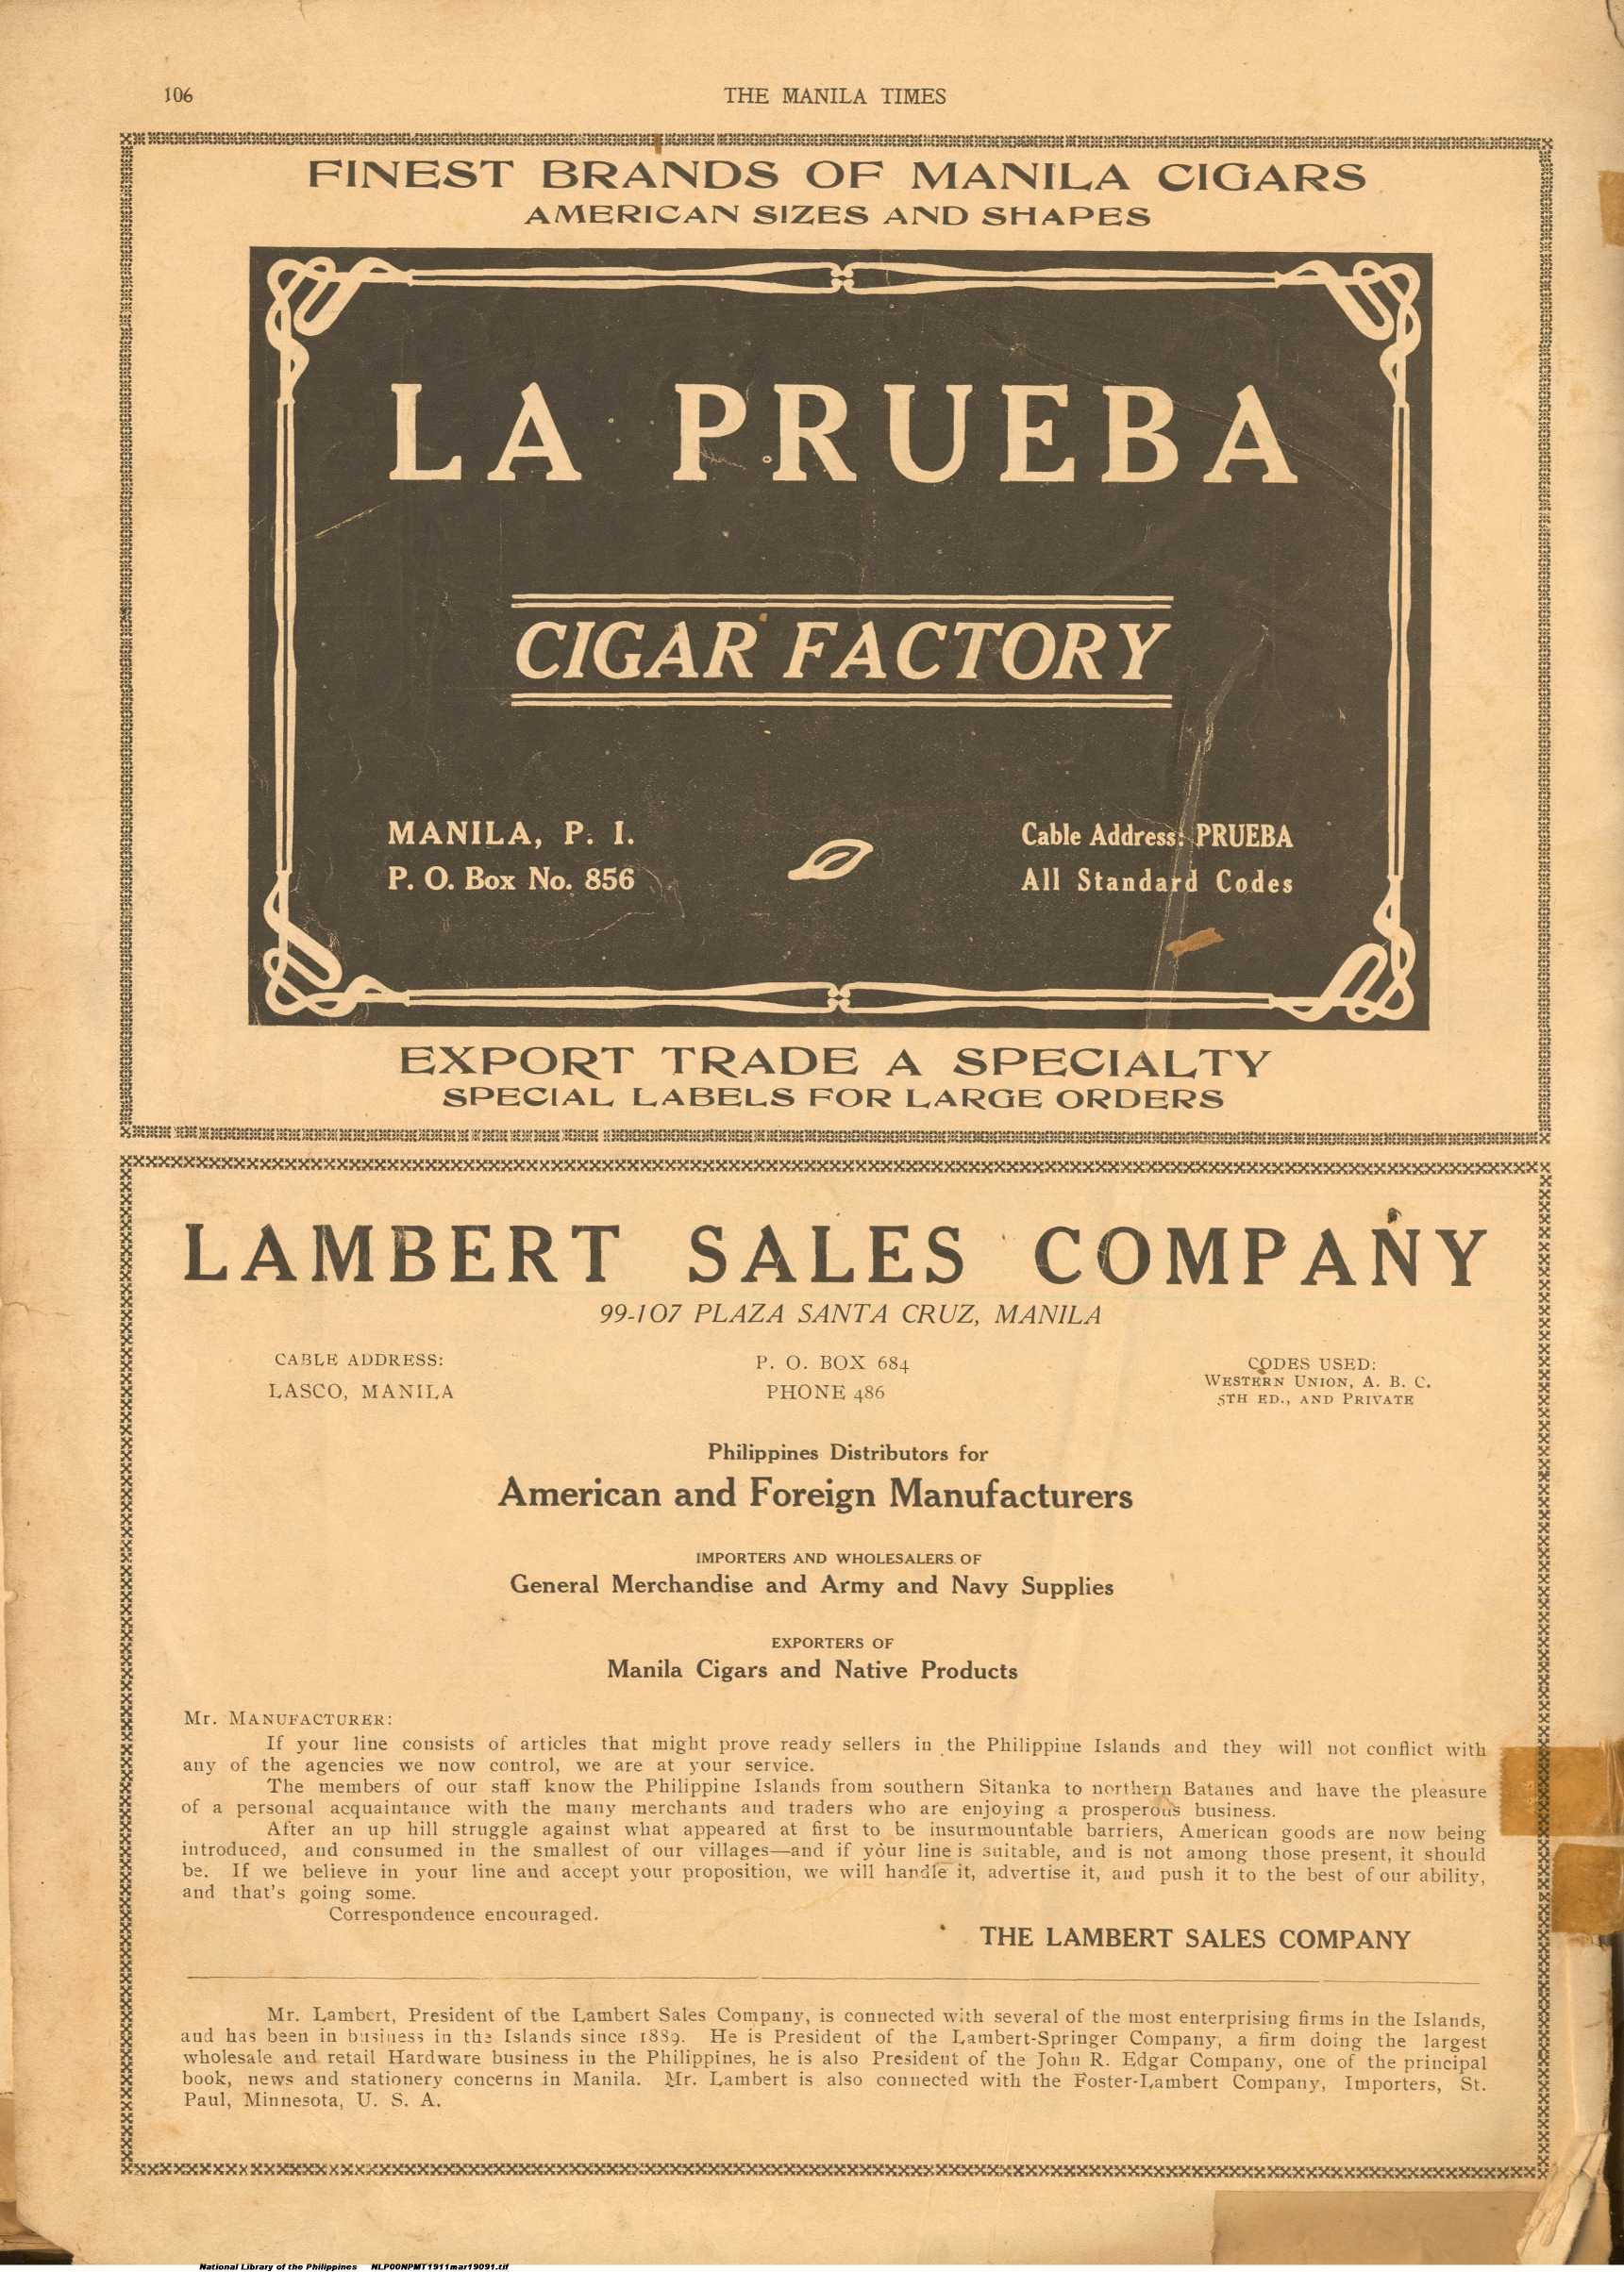 106
THE MANILA TIMES
FINEST BRANDS OF MANILA CIGARS
AMERICAN SIZES AND SHAPES
LA PRUEBA
CIGAR FACTORY
MANILA, P. I.
P. O. Box No. 856
Cable Address: PRUEBA
All Standard Codes
EXPORT TRADE A SPECIALTY
SPECIAL LABELS FOR LARGE ORDERS
LAMBERT SALES COMPANY
99-107 PLAZA SANTA CRUZ, MANILA
CABLE ADDRESS:
LASCO, MANILA
P. O. BOX 684
PHONE 486
CODES USED:
WESTERN UNION, A. B. C.
5TH ED., AND PRIVATE
Philippines Distributors for
American and Foreign Manufacturers
IMPORTERS AND WHOLESALERS OF
General Merchandise and Army and Navy Supplies
EXPORTERS OF
Manila Cigars and Native Products
Mr. MANUFACTURER:
If your line consists of articles that might prove ready sellers in the Philippine Islands and they will not conflict with
any of the agencies we now control, we are at your service.
The members of our staff know the Philippine Islands from southern Sitanka to northern Batanes and have the pleasure
of a personal acquaintance with the many merchants and traders who are enjoying a prosperous business.
After an up hill struggle against what appeared at first to be insurmountable barriers, American goods are now being
introduced, and consumed in the smallest of our villages—and if your line is suitable, and is not among those present, it should
be. If we believe in your line and accept your proposition, we will handle it, advertise it, and push it to the best of our ability,
and that's going some.
Correspondence encouraged.
THE LAMBERT SALES COMPANY
Mr. Lambert, President of the Lambert Sales Company, is connected with several of the most enterprising firms in the Islands,
and has been in business in the Islands since 1889. He is President of the Lambert-Springer Company, a firm doing the largest
wholesale and retail Hardware business in the Philippines, he is also President of the John R. Edgar Company, one of the principal
book, news and stationery concerns in Manila. Mr. Lambert is also connected with the Foster-Lambert Company, Importers, St.
Paul, Minnesota, U. S. A.
National Library of the Philippines NLP00NPMT1911mar19091.tif